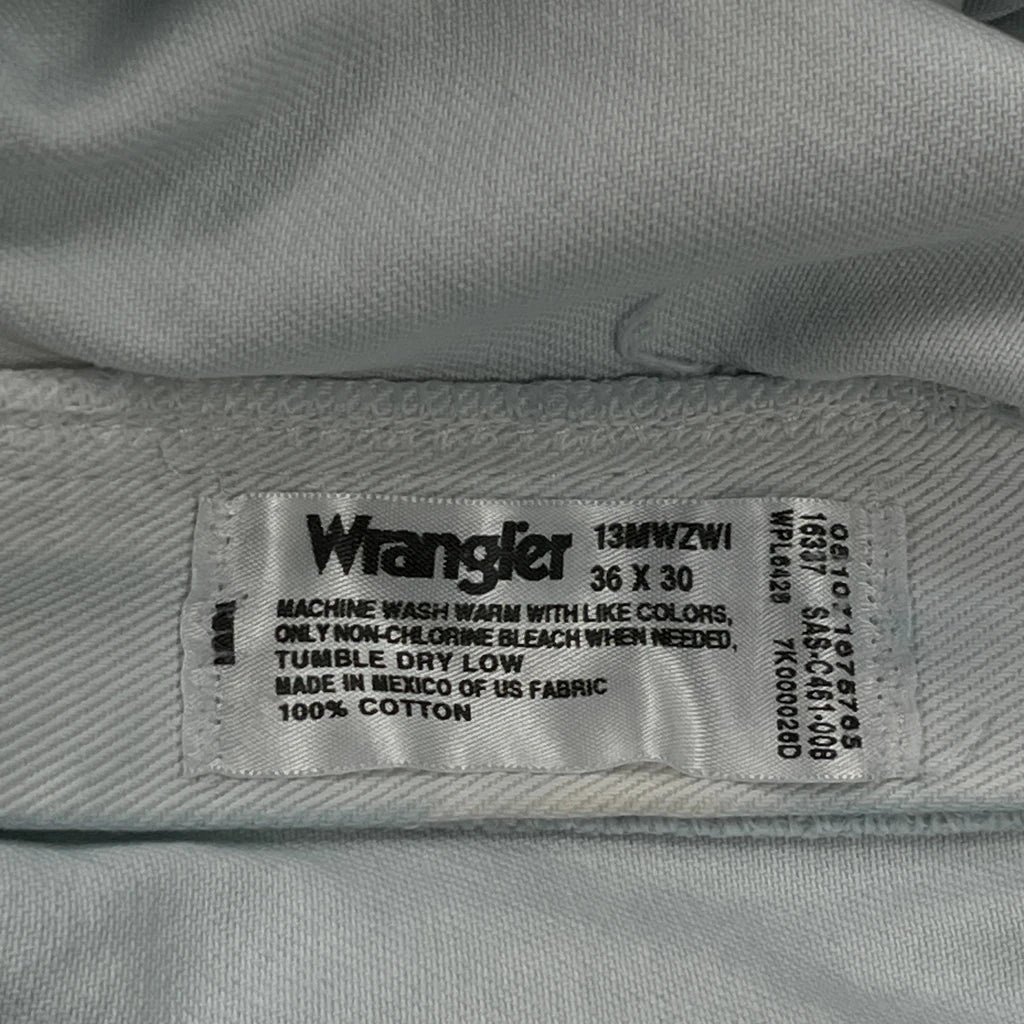 Wrangler 13MWZWI
36 X 30
MACHINE WASH WARM WITH LIKE COLORS,
ONLY NON-CHLORINE BLEACH WHEN NEEDED,
TUMBLE DRY LOW
MADE IN MEXICO OF US FABRIC
100% COTTON
SAS-C461-008
WPL6428 7K000028D